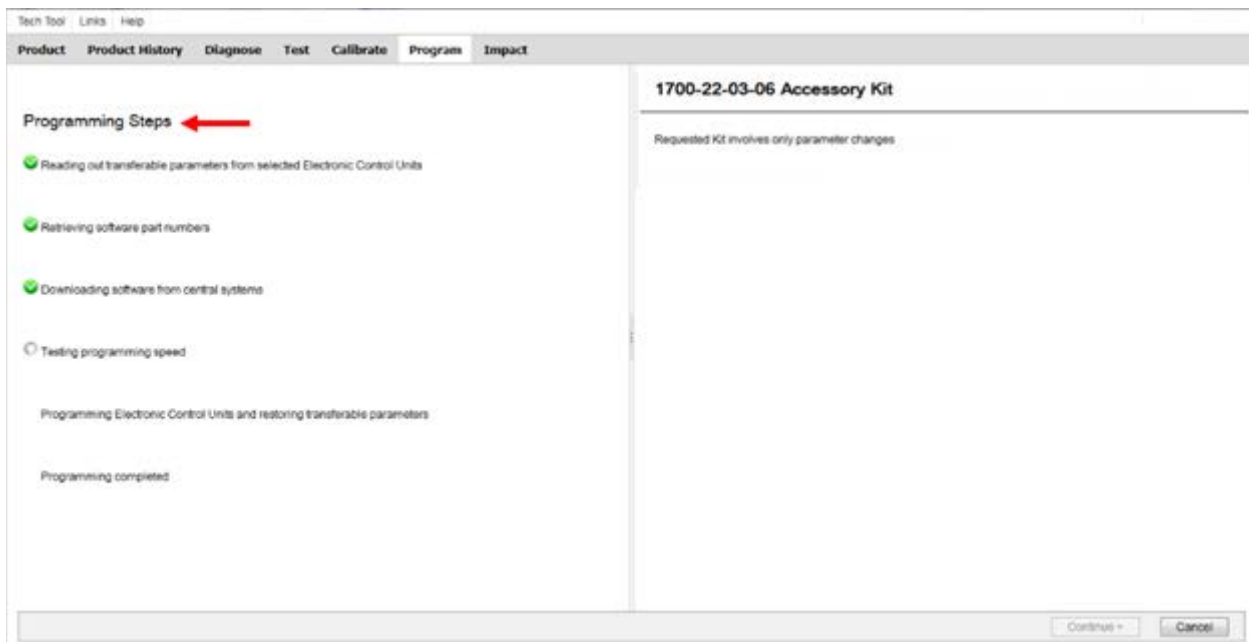 Tech Tool Links Help
Product Product History Diagnose Test Calibrate Program Impact
Programming Steps
Reading out transferable parameters from selected Electronic Control Units
Retrieving software part numbers
Downloading software from central systems
Testing programming speed
Programming Electronic Control Units and restoring transferable parameters
Programming completed
1700-22-03-06 Accessory Kit
Requested Kit involves only parameter changes
Continue Cancel